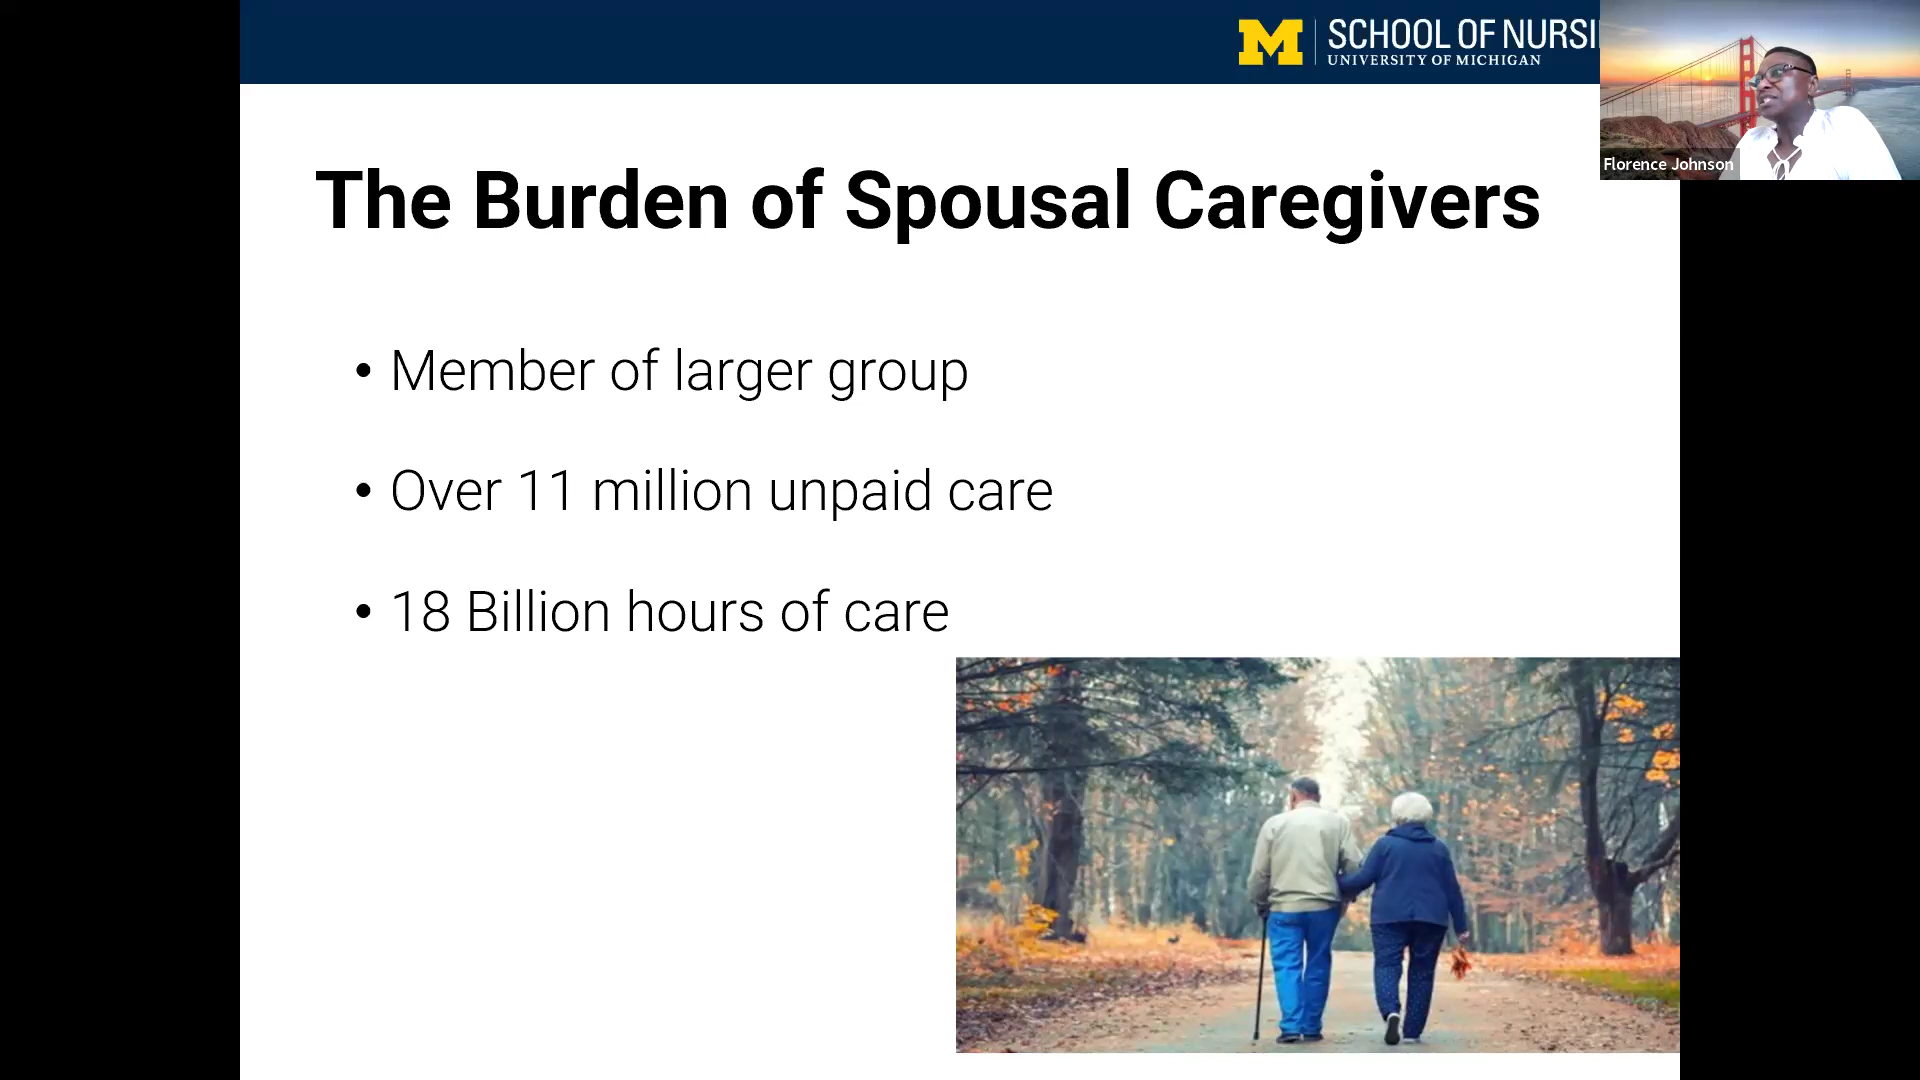 M SCHOOL OF NURSI
UNIVERSITY OF MICHIGAN
Florence Johnson
The Burden of Spousal Caregivers
• Member of larger group
• Over 11 million unpaid care
• 18 Billion hours of care